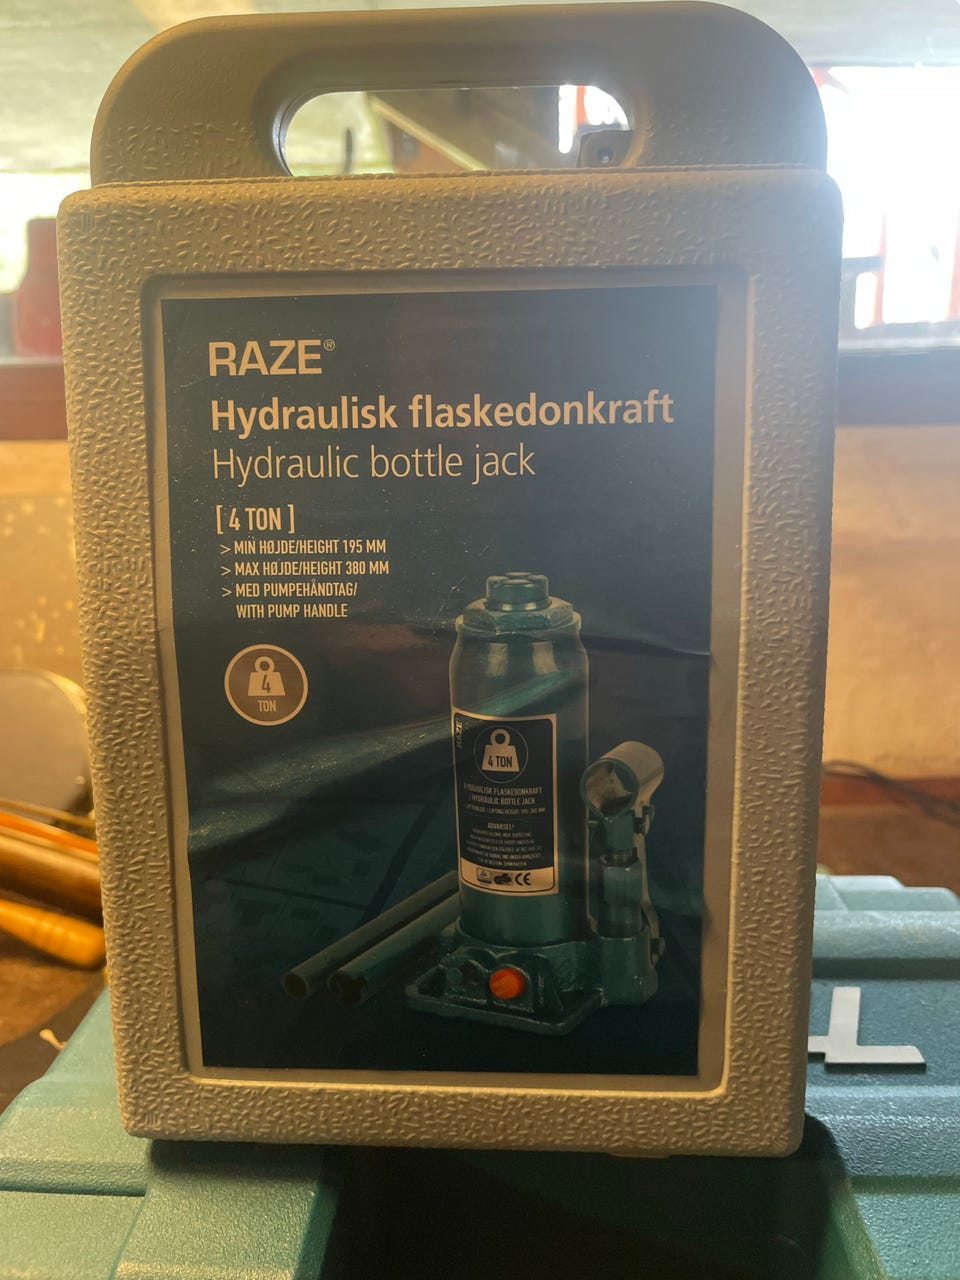 RAZE®
Hydraulisk flaskedonkraft
Hydraulic bottle jack
[ 4 TON ]
> MIN HØJDE/HEIGHT 195 MM
> MAX HØJDE/HEIGHT 380 MM
> MED PUMPEHÅNDTAG/
WITH PUMP HANDLE
4
TON
RAZE
4 TON
HYDRAULISK FLASKEDONKRAFT
/ HYDRAULIC BOTTLE JACK
ADVARSEL!
CE